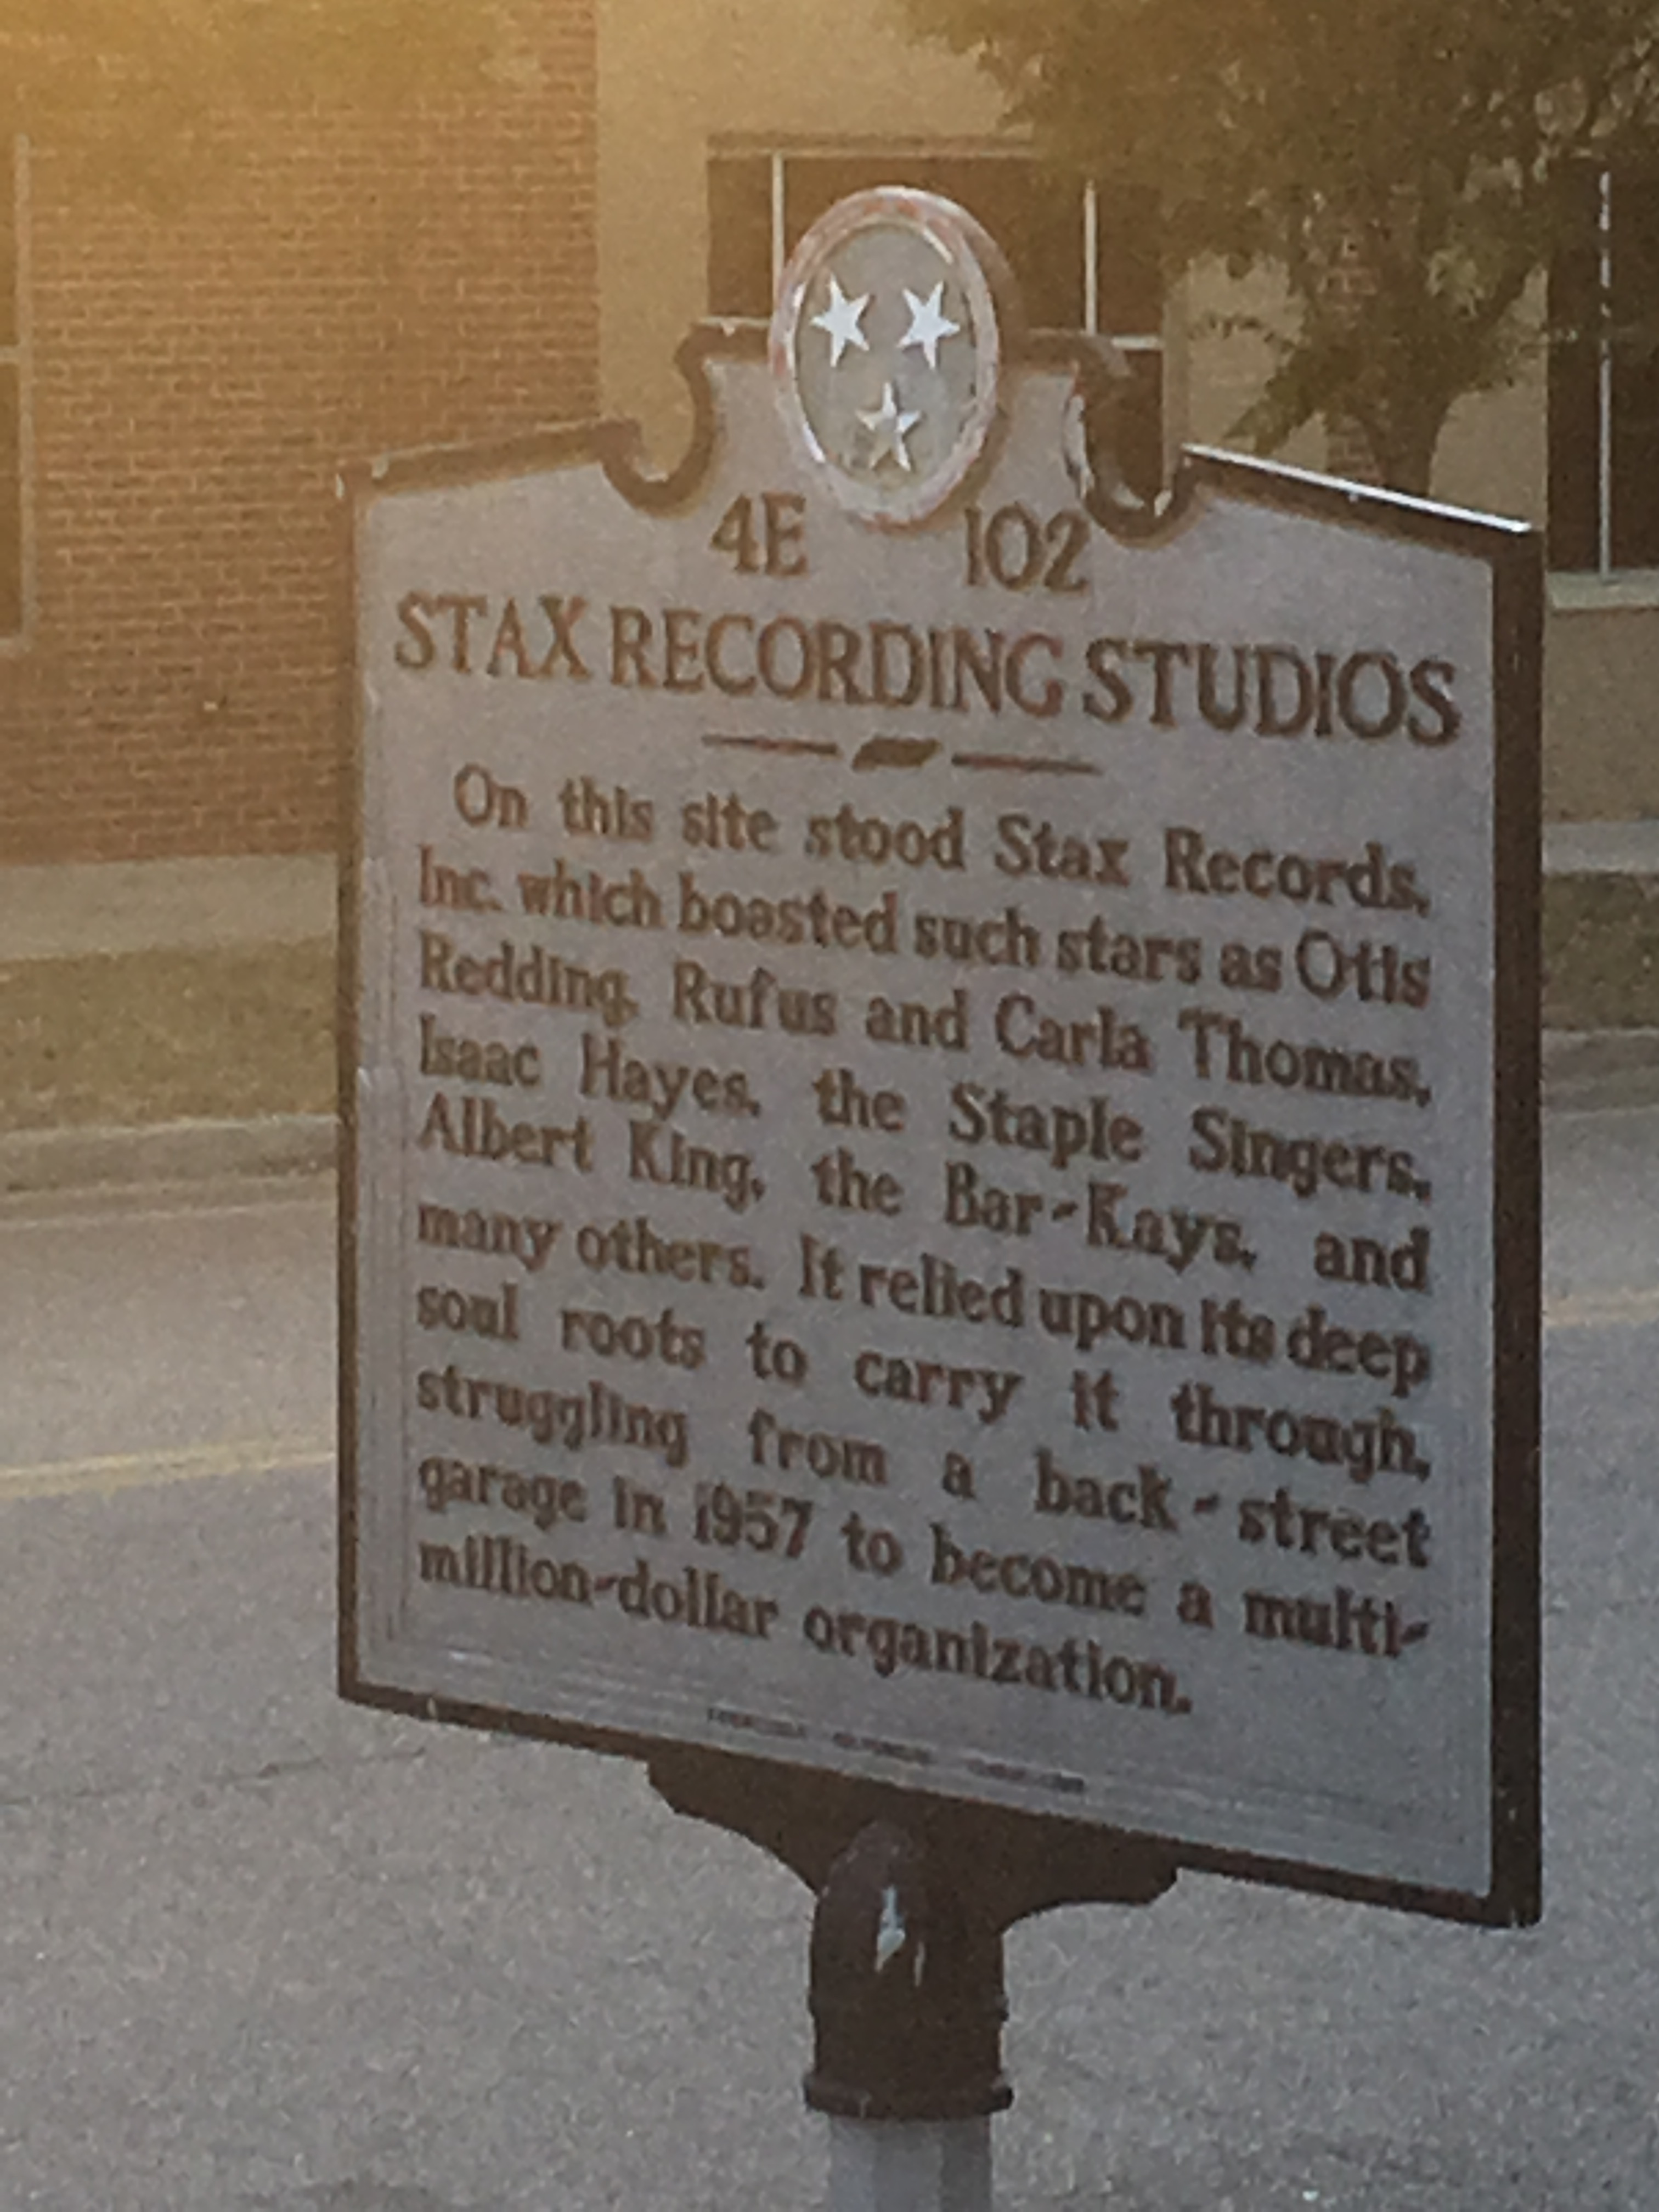 4E 102
STAX RECORDING STUDIOS
On this site stood Stax Records,
Inc. which boasted such stars as Otis
Redding, Rufus and Carla Thomas,
Isaac Hayes, the Staple Singers,
Albert King, the Bar-Kays, and
many others. It relied upon its deep
soul roots to carry it through,
struggling from a back-street
garage in 1957 to become a multi-
million-dollar organization.